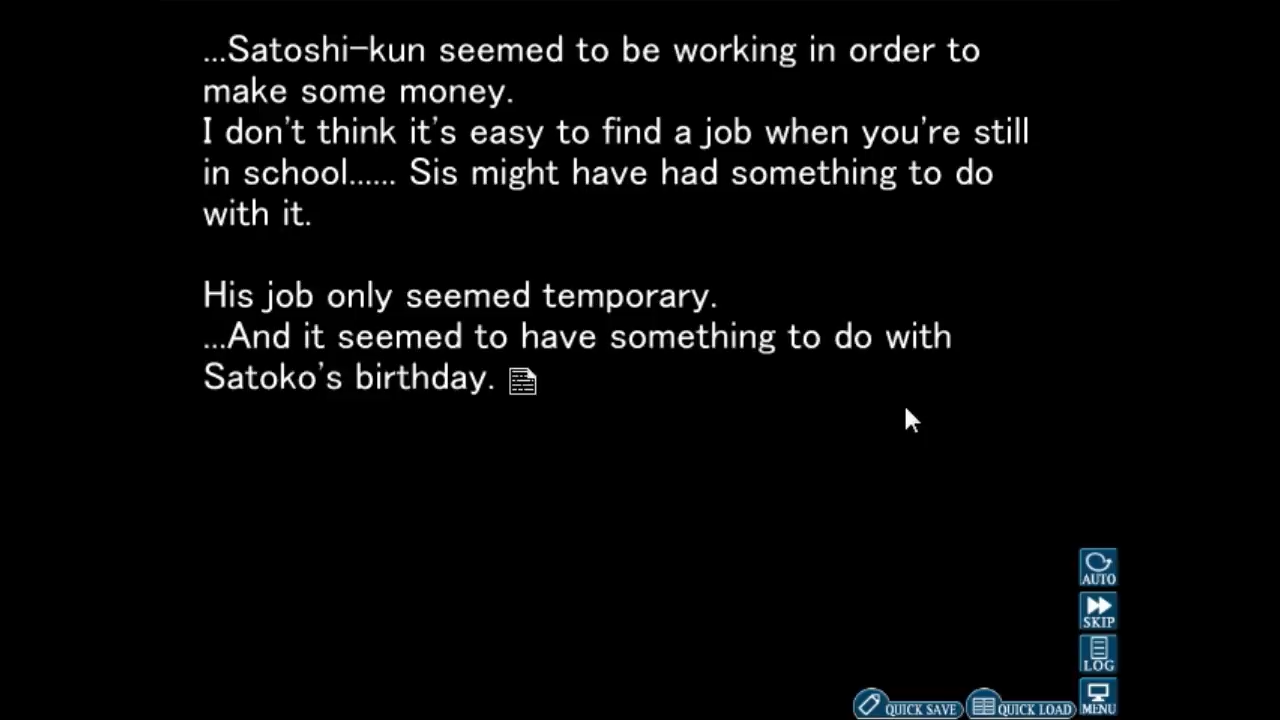 ...Satoshi-kun seemed to be working in order to
make some money.
I don't think it's easy to find a job when you're still
in school...... Sis might have had something to do
with it.
His job only seemed temporary.
...And it seemed to have something to do with
Satoko's birthday.
AUTO
SKIP
LOG
MENU
QUICK SAVE
QUICK LOAD